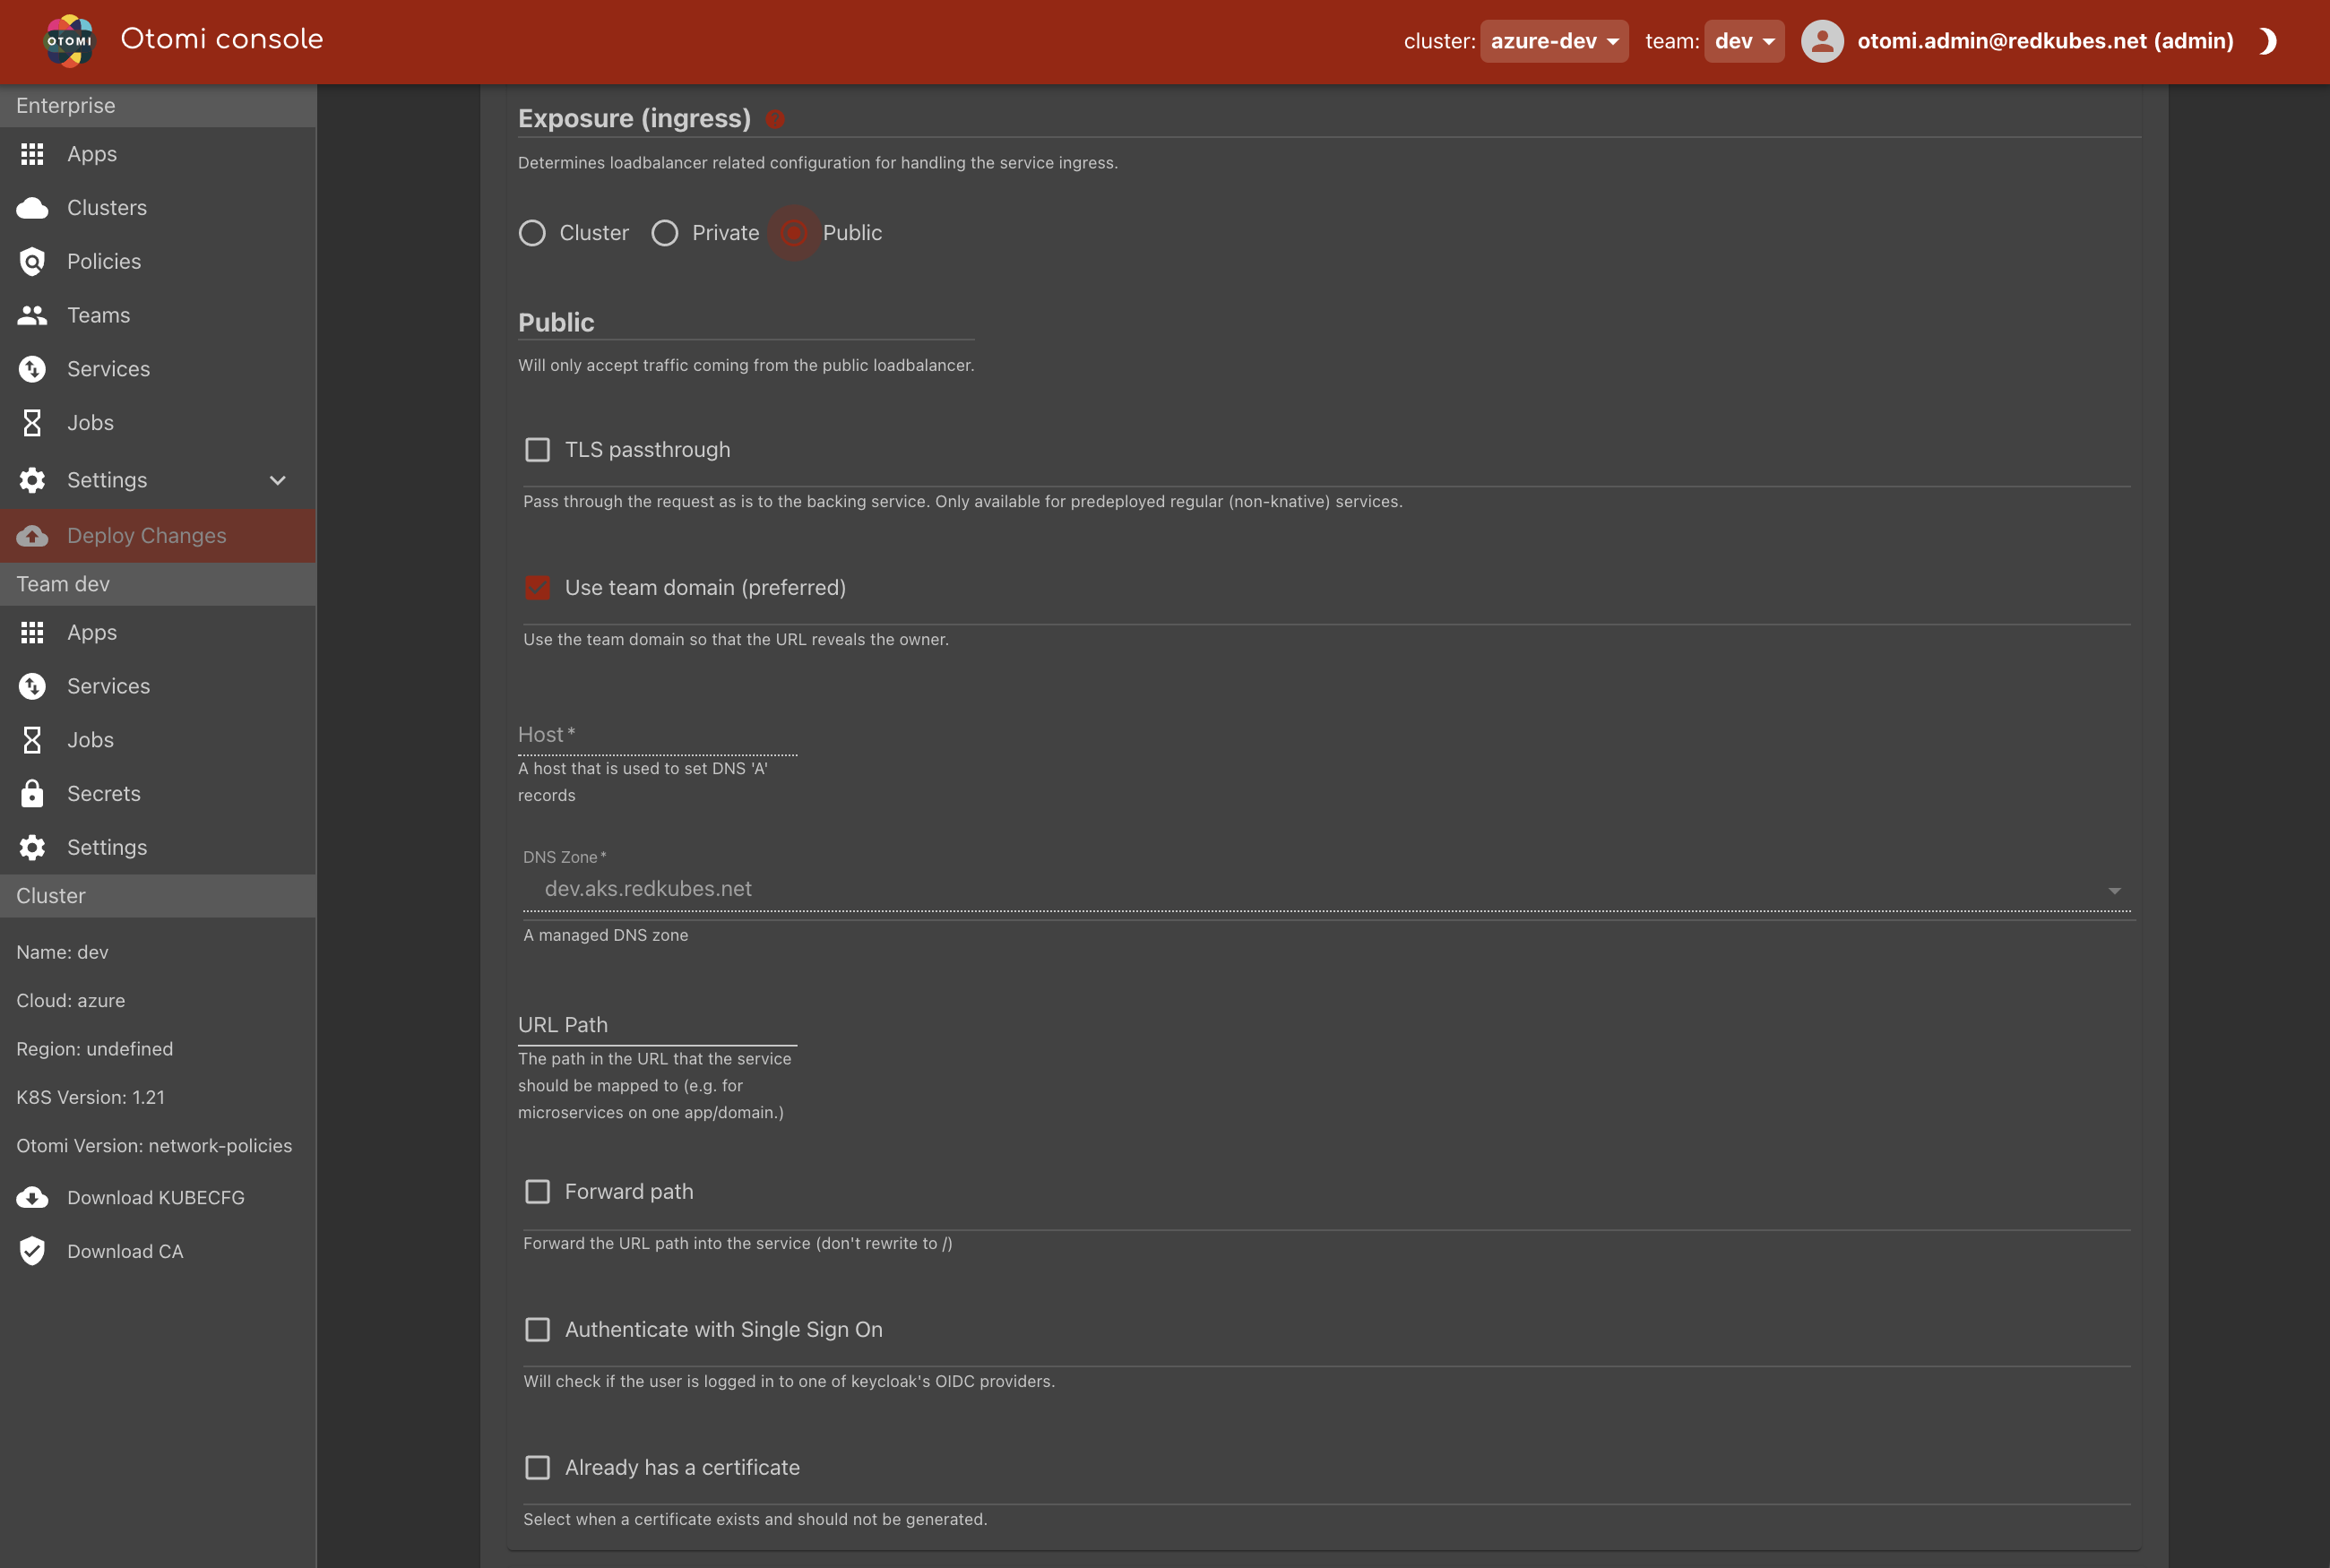 OTOMI
Otomi console
cluster: azure-dev team: dev otomi.admin@redkubes.net (admin)
Enterprise
Apps
Clusters
Policies
Teams
Services
Jobs
Settings
Deploy Changes
Team dev
Apps
Services
Jobs
Secrets
Settings
Cluster
Name: dev
Cloud: azure
Region: undefined
K8S Version: 1.21
Otomi Version: network-policies
Download KUBECFG
Download CA
Exposure (ingress) ?
Determines loadbalancer related configuration for handling the service ingress.
Cluster Private Public
Public
Will only accept traffic coming from the public loadbalancer.
TLS passthrough
Pass through the request as is to the backing service. Only available for predeployed regular (non-knative) services.
Use team domain (preferred)
Use the team domain so that the URL reveals the owner.
Host *
A host that is used to set DNS 'A'
records
DNS Zone *
dev.aks.redkubes.net
A managed DNS zone
URL Path
The path in the URL that the service
should be mapped to (e.g. for
microservices on one app/domain.)
Forward path
Forward the URL path into the service (don't rewrite to /)
Authenticate with Single Sign On
Will check if the user is logged in to one of keycloak's OIDC providers.
Already has a certificate
Select when a certificate exists and should not be generated.